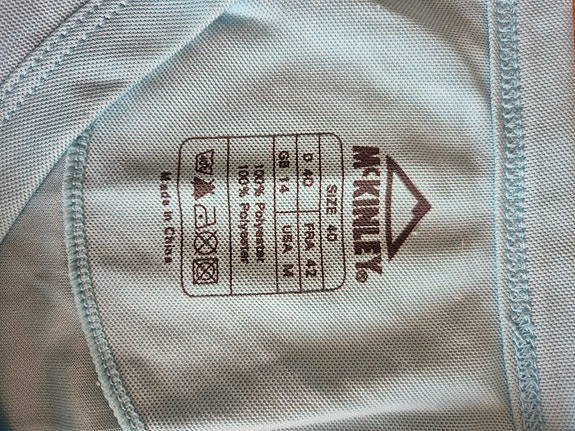 McKINLEY®
SIZE 40
D 40 FRA 42
GB 14 USA M
100% Polyester
100% Polyester
Made in China